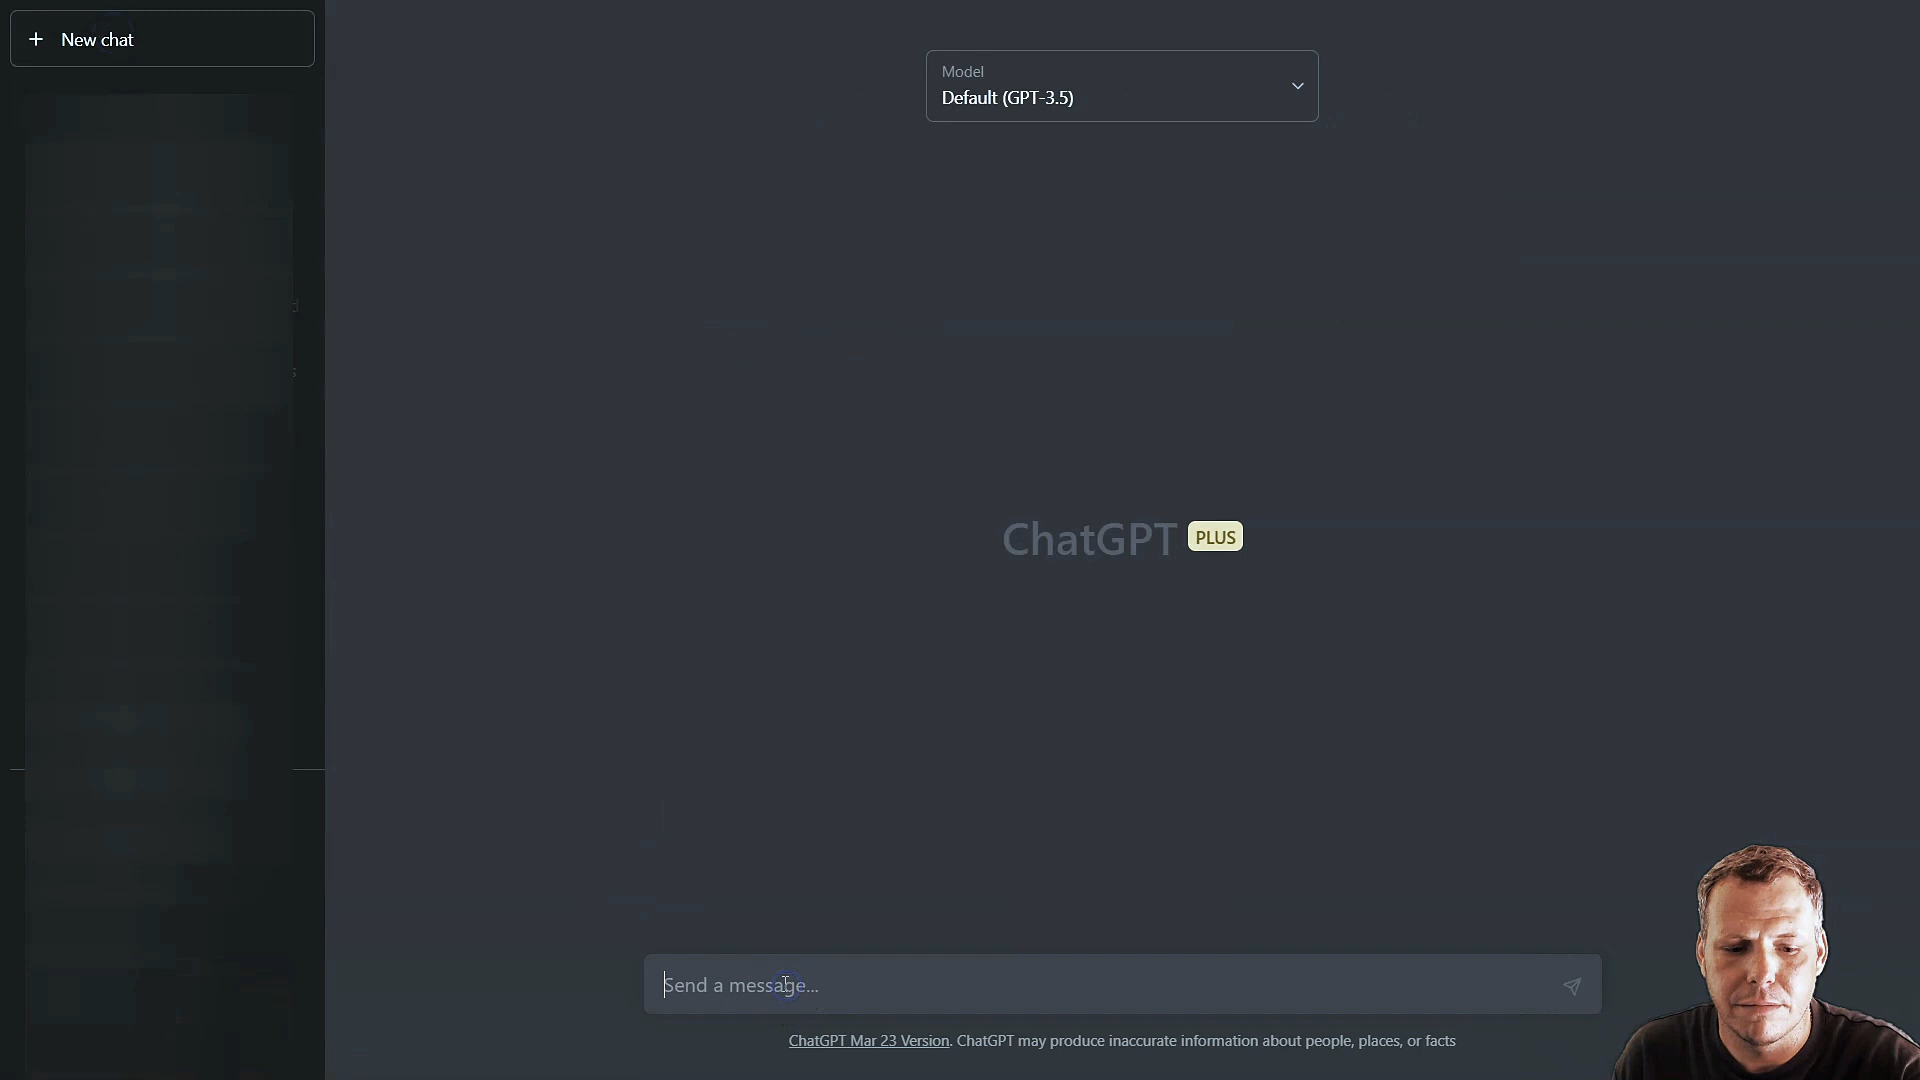 New chat
Model
Default (GPT-3.5)
ChatGPT PLUS
Send a message...
ChatGPT Mar 23 Version. ChatGPT may produce inaccurate information about people, places, or facts